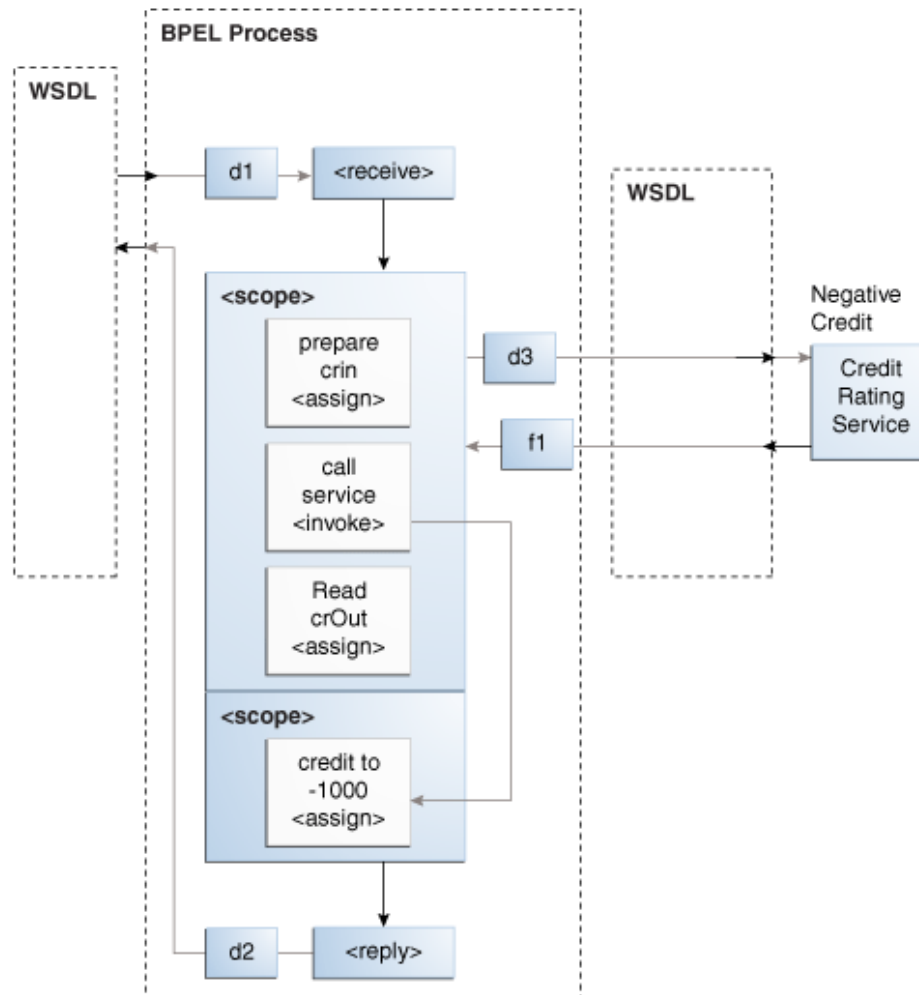 BPEL Process
WSDL
d1
<receive>
WSDL
<scope>
prepare
crin
<assign>
d3
Negative
Credit
Credit
Rating
Service
f1
call
service
<invoke>
Read
crOut
<assign>
<scope>
credit to
-1000
<assign>
d2
<reply>